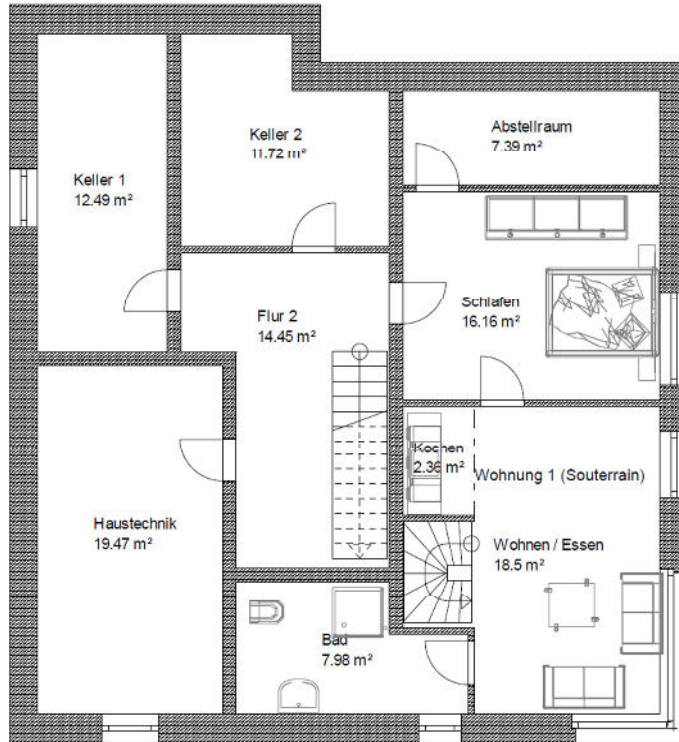 Keller 1
12.49 m²
Keller 2
11.72 m²
Abstellraum
7.39 m²
Flur 2
14.45 m²
Schlafen
16.16 m²
Kochen
2.36 m²
Wohnung 1 (Souterrain)
Haustechnik
19.47 m²
Wohnen / Essen
18.5 m²
Bad
7.98 m²